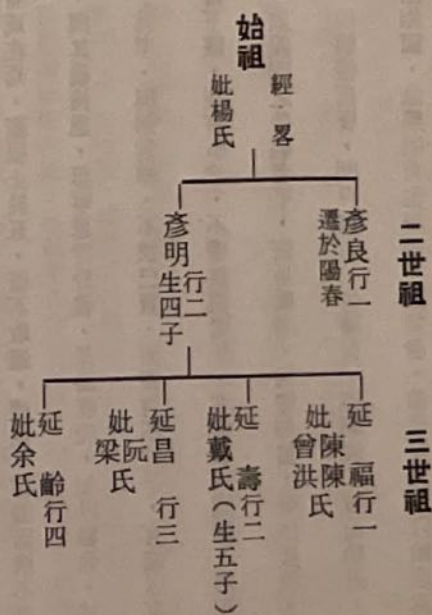 始祖
經畧
妣楊氏
二世祖
彥良行一
遷於陽春
彥明行二
生四子
三世祖
延福行一
妣陳陳氏
曾洪
延壽行二
妣戴氏(生五子)
延昌行三
妣阮氏
梁
延齡行四
妣余氏